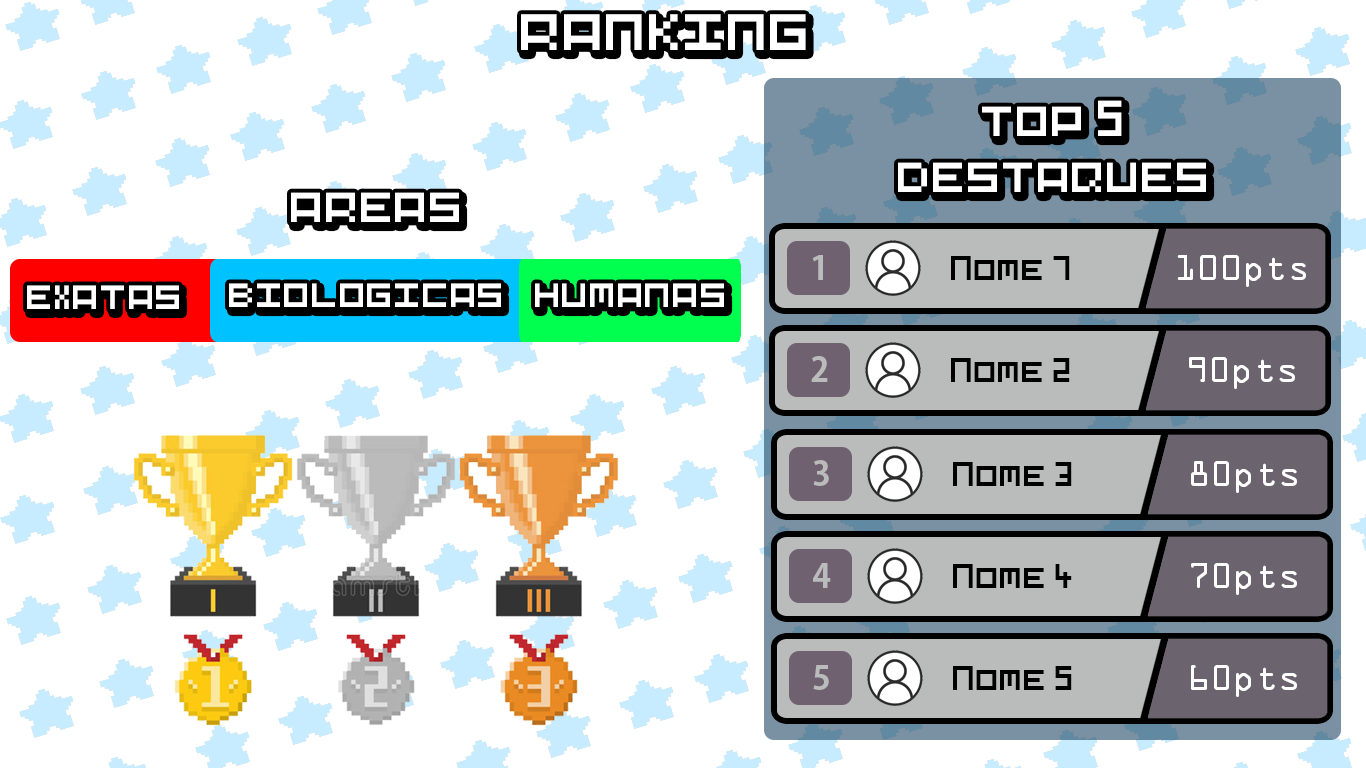 RANKING
AREAS
EXATAS
BIOLOGICAS
HUMANAS
I
II
III
1
2
3
TOP 5
DESTAQUES
1 Nome 1 100pts
2 Nome 2 90pts
3 Nome 3 80pts
4 Nome 4 70pts
5 Nome 5 60pts